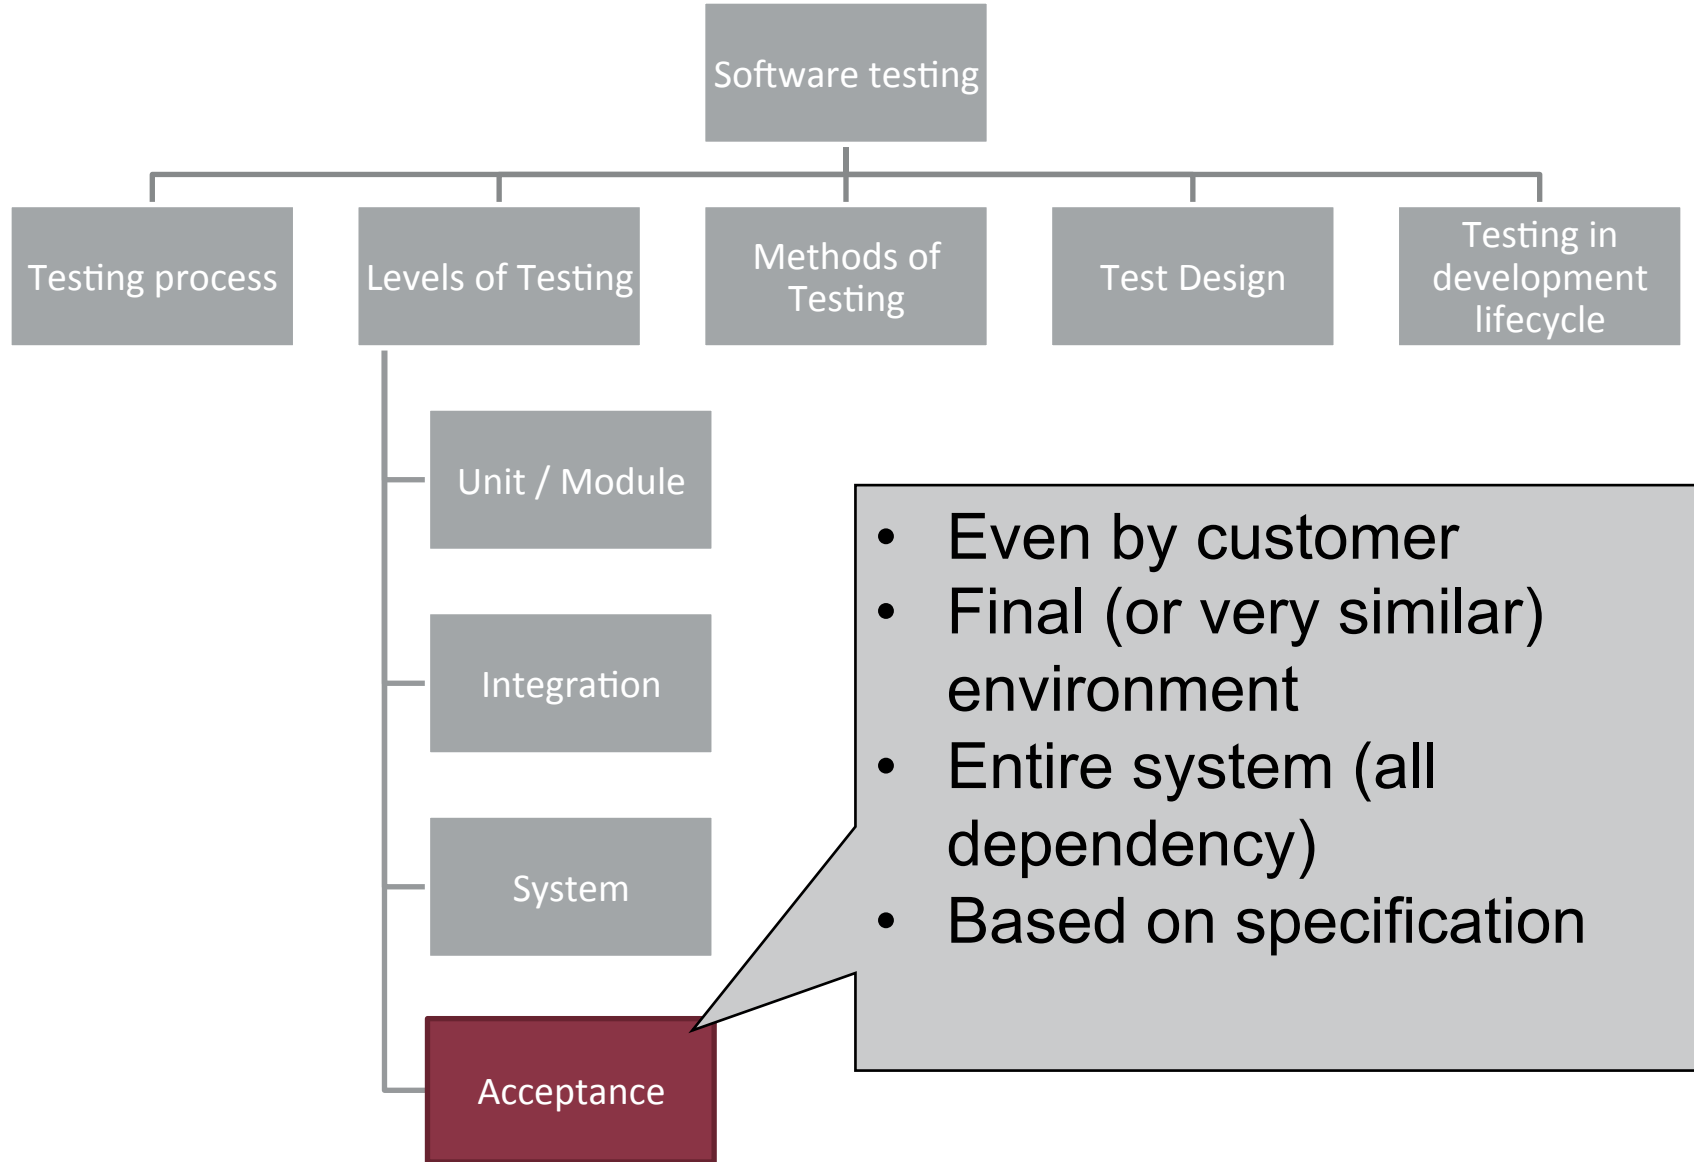 Software testing
Testing process
Levels of Testing
Methods of
Testing
Test Design
Testing in
development
lifecycle
Unit / Module
Integration
System
Acceptance
• Even by customer
• Final (or very similar)
environment
• Entire system (all
dependency)
• Based on specification